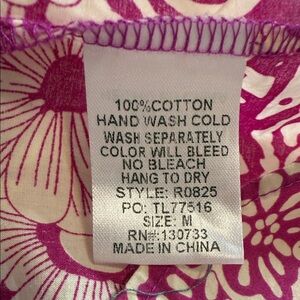 100%COTTON
HAND WASH COLD
WASH SEPARATELY
COLOR WILL BLEED
NO BLEACH
HANG TO DRY
STYLE: R0825
PO: TL77516
SIZE: M
RN#:130733
MADE IN CHINA